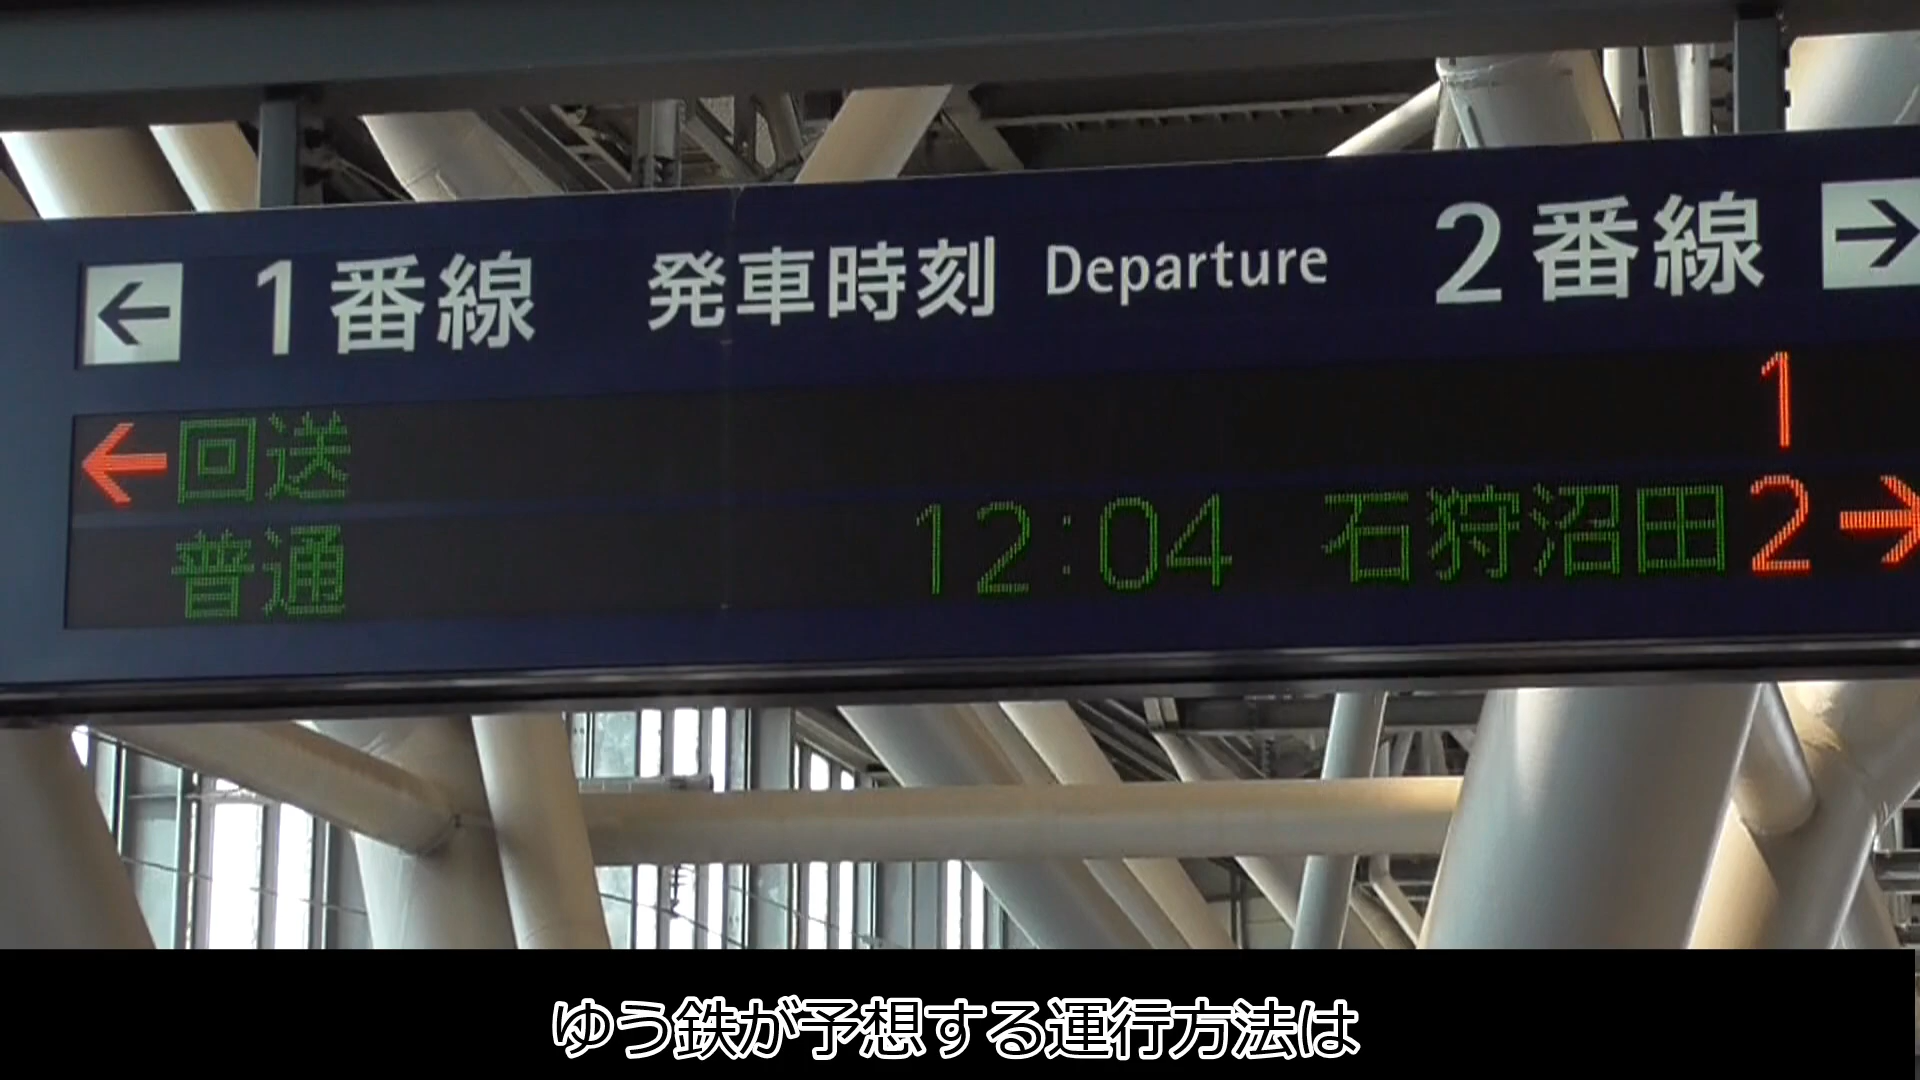 ← 1番線 発車時刻 Departure 2番線 →
← 回送 1
普通 12:04 石狩沼田 2 →
ゆう鉄が予想する運行方法は